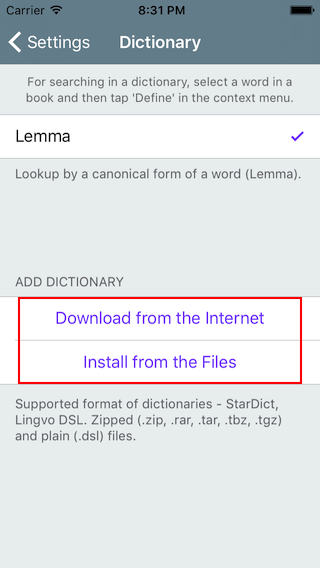 Carrier 8:31 PM
Settings Dictionary
For searching in a dictionary, select a word in a
book and then tap 'Define' in the context menu.
Lemma
Lookup by a canonical form of a word (Lemma).
ADD DICTIONARY
Download from the Internet
Install from the Files
Supported format of dictionaries - StarDict,
Lingvo DSL. Zipped (.zip, .rar, .tar, .tbz, .tgz)
and plain (.dsl) files.